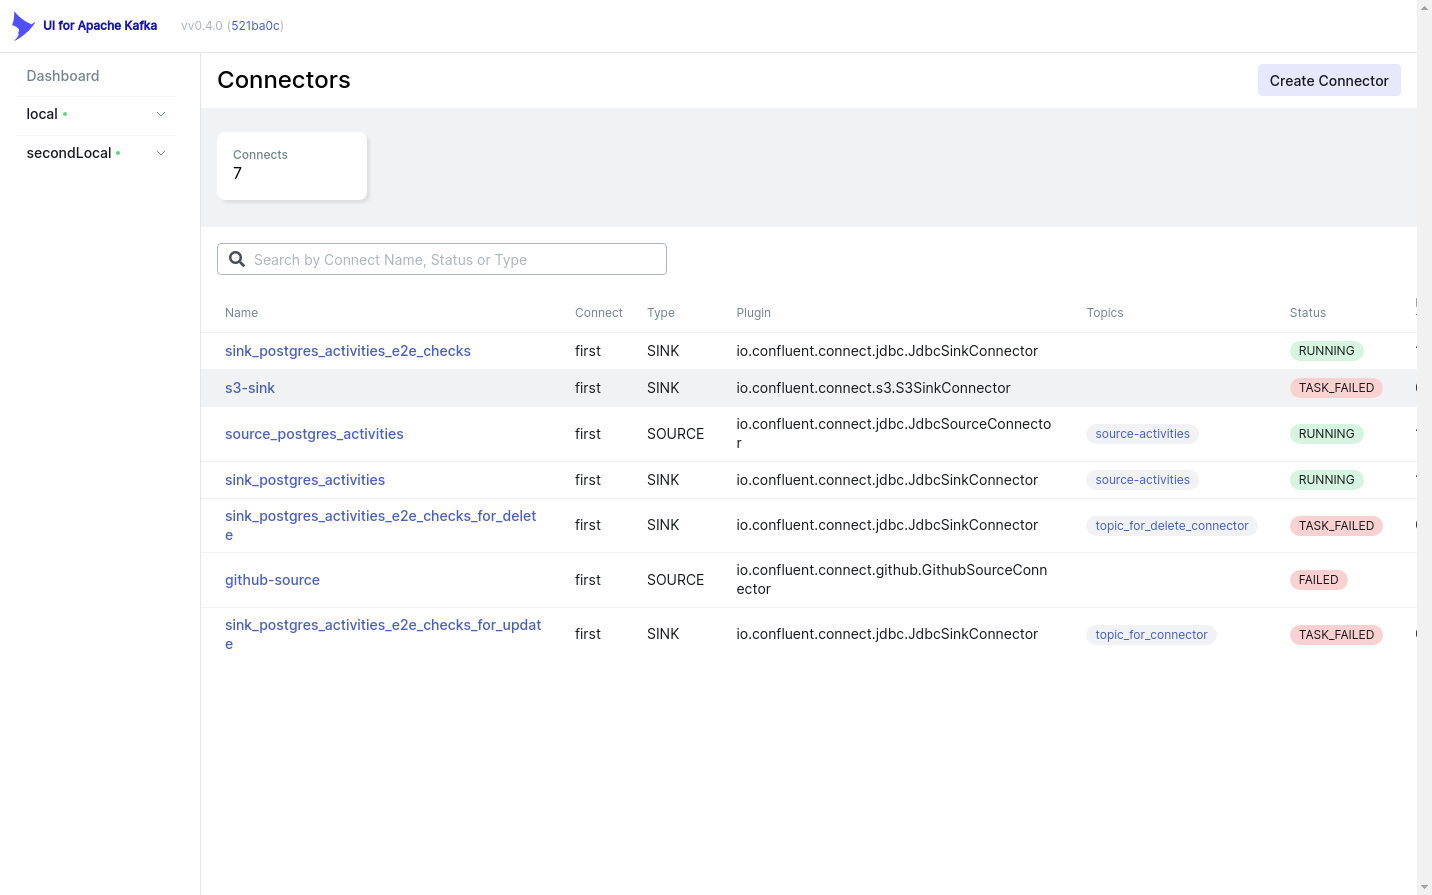 UI for Apache Kafka vv0.4.0 (521ba0c)
Dashboard
local
secondLocal
Connectors
Create Connector
Connects
7
Search by Connect Name, Status or Type
Name Connect Type Plugin Topics Status
sink_postgres_activities_e2e_checks first SINK io.confluent.connect.jdbc.JdbcSinkConnector RUNNING
s3-sink first SINK io.confluent.connect.s3.S3SinkConnector TASK_FAILED
source_postgres_activities first SOURCE io.confluent.connect.jdbc.JdbcSourceConnecto
r source-activities RUNNING
sink_postgres_activities first SINK io.confluent.connect.jdbc.JdbcSinkConnector source-activities RUNNING
sink_postgres_activities_e2e_checks_for_delet
e first SINK io.confluent.connect.jdbc.JdbcSinkConnector topic_for_delete_connector TASK_FAILED
github-source first SOURCE io.confluent.connect.github.GithubSourceConn
ector FAILED
sink_postgres_activities_e2e_checks_for_updat
e first SINK io.confluent.connect.jdbc.JdbcSinkConnector topic_for_connector TASK_FAILED